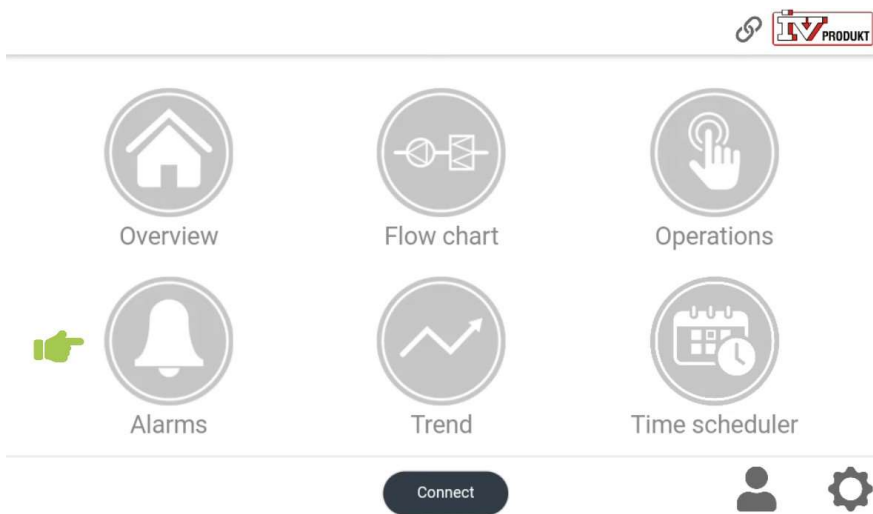 IV PRODUKT
Overview
Flow chart
Operations
Alarms
Trend
Time scheduler
Connect